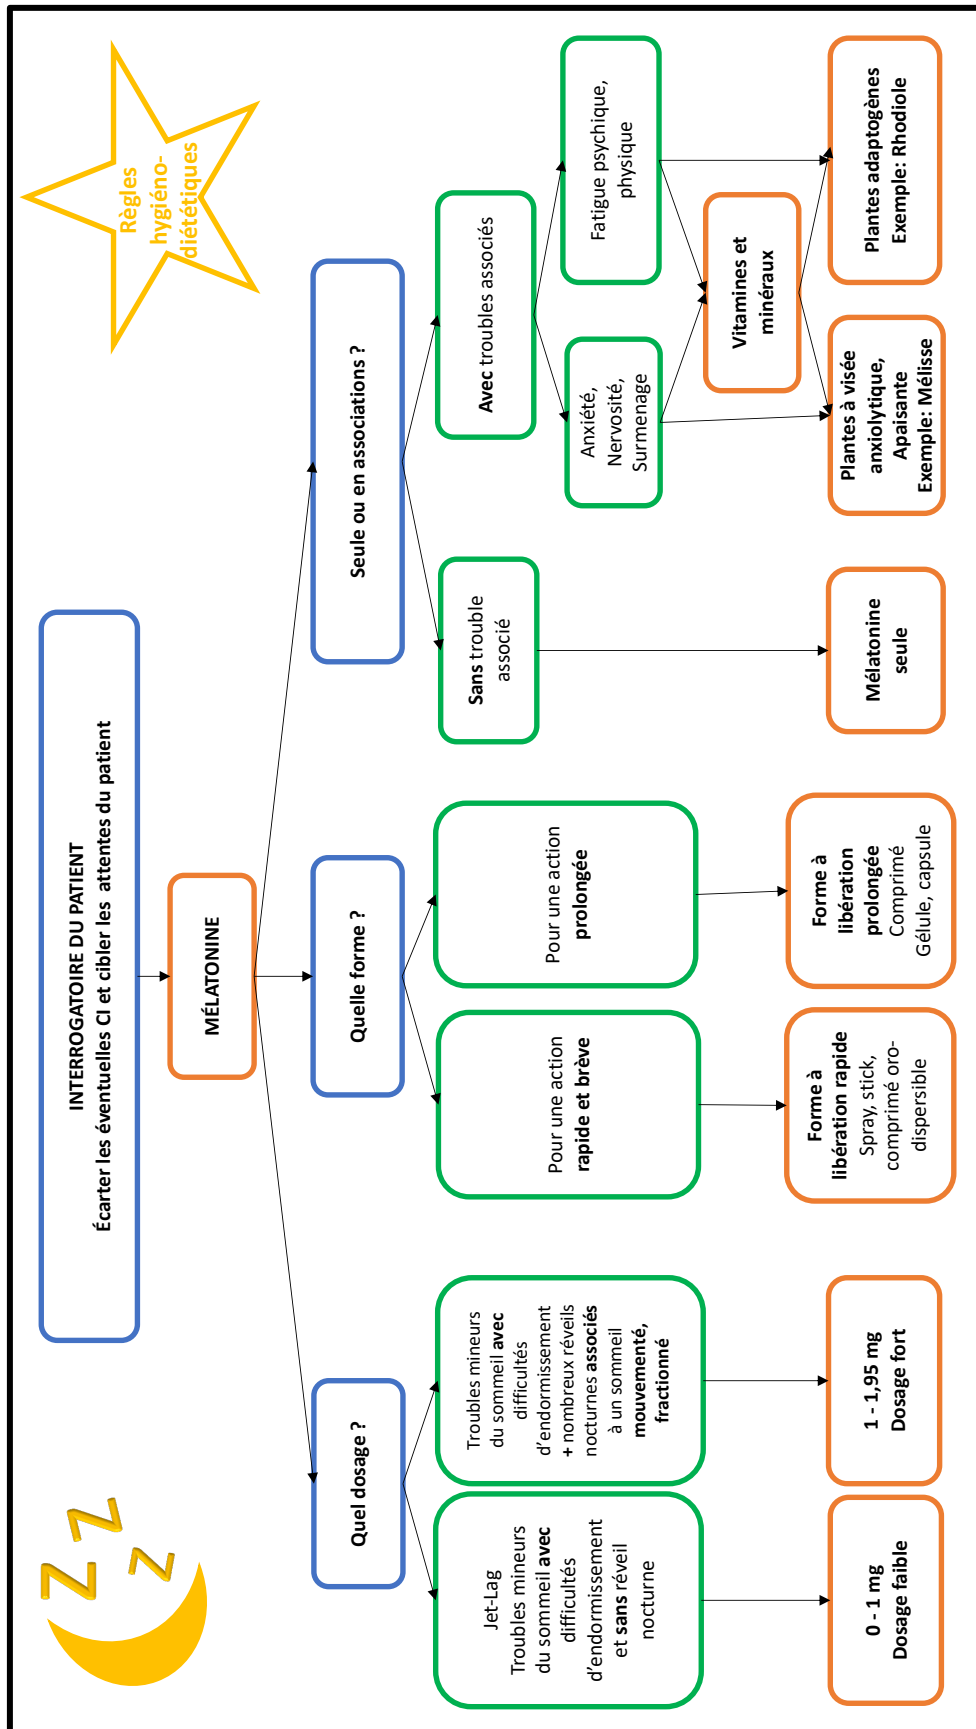 Z
Z
Z
Règles
hygiéno-
diététiques
INTERROGATOIRE DU PATIENT
Écarter les éventuelles CI et cibler les attentes du patient
MÉLATONINE
Quel dosage ?
Quelle forme ?
Seule ou en associations ?
Jet-Lag
Troubles mineurs
du sommeil avec
difficultés
d'endormissement
et sans réveil
nocturne
Troubles mineurs
du sommeil avec
difficultés
d'endormissement
+ nombreux réveils
nocturnes associés
à un sommeil
mouvementé,
fractionné
Pour une action
rapide et brève
Pour une action
prolongée
Sans trouble
associé
Avec troubles associés
Anxiété,
Nervosité,
Surmenage
Fatigue psychique,
physique
Vitamines et
minéraux
0 - 1 mg
Dosage faible
1 - 1,95 mg
Dosage fort
Forme à
libération rapide
Spray, stick,
comprimé oro-
dispersible
Forme à
libération
prolongée
Comprimé
Gélule, capsule
Mélatonine
seule
Plantes à visée
anxiolytique,
Apaisante
Exemple: Mélisse
Plantes adaptogènes
Exemple: Rhodiole